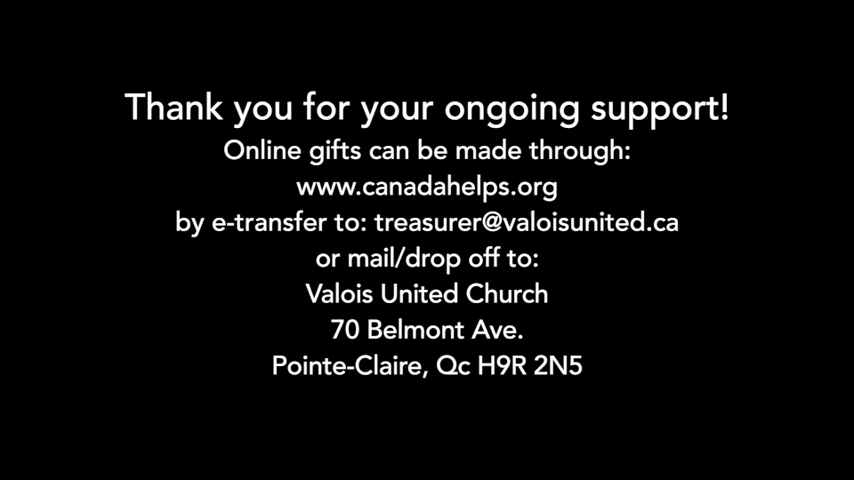 Thank you for your ongoing support!
Online gifts can be made through:
www.canadahelps.org
by e-transfer to: treasurer@valoisunited.ca
or mail/drop off to:
Valois United Church
70 Belmont Ave.
Pointe-Claire, Qc H9R 2N5